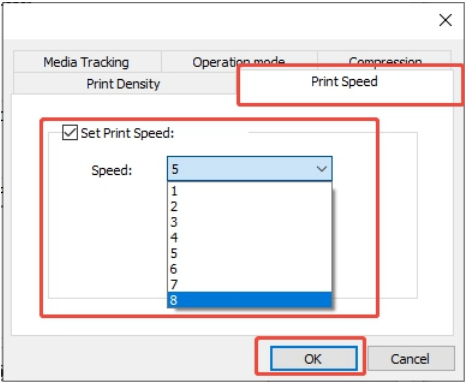 Media Tracking Operation mode Compression
Print Density Print Speed
Set Print Speed:
Speed: 5
1
2
3
4
5
6
7
8
OK Cancel